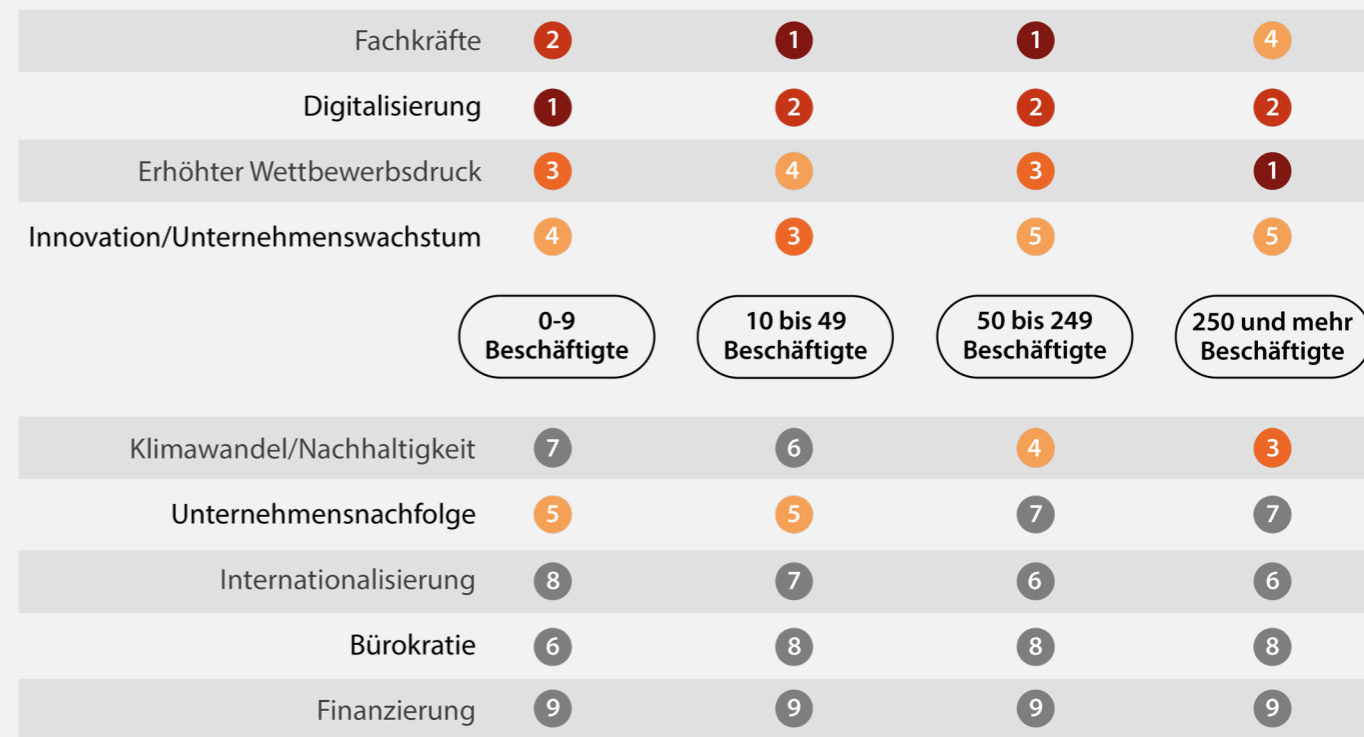 Fachkräfte 2 1 1 4
Digitalisierung 1 2 2 2
Erhöhter Wettbewerbsdruck 3 4 3 1
Innovation/Unternehmenswachstum 4 3 5 5
0-9 10 bis 49 50 bis 249 250 und mehr
Beschäftigte Beschäftigte Beschäftigte Beschäftigte
Klimawandel/Nachhaltigkeit 7 6 4 3
Unternehmensnachfolge 5 5 7 7
Internationalisierung 8 7 6 6
Bürokratie 6 8 8 8
Finanzierung 9 9 9 9